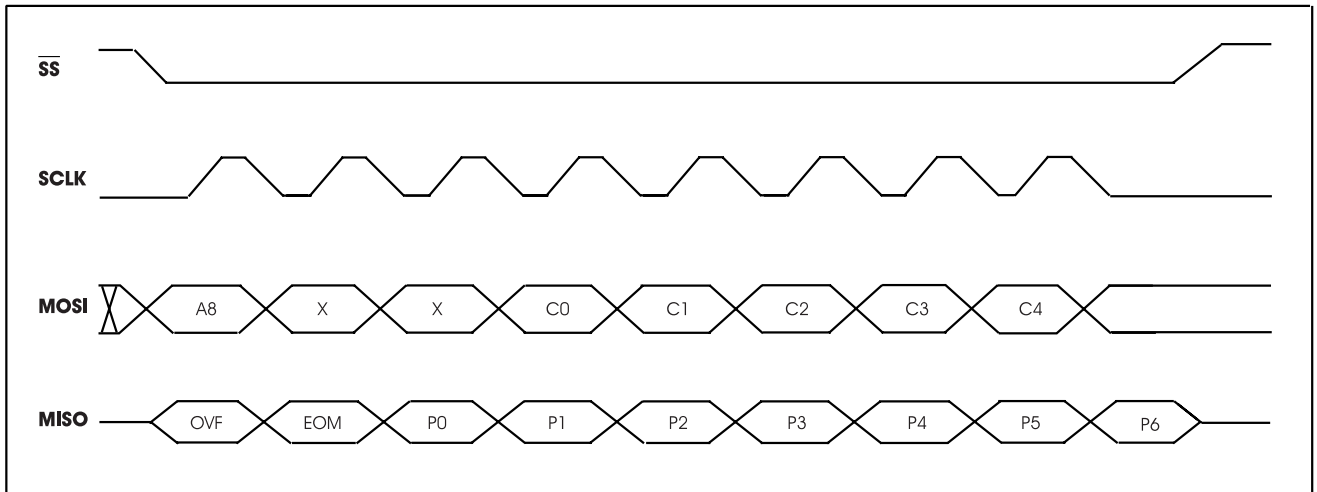 SS
SCLK
MOSI A8 X X C0 C1 C2 C3 C4
MISO OVF EOM P0 P1 P2 P3 P4 P5 P6